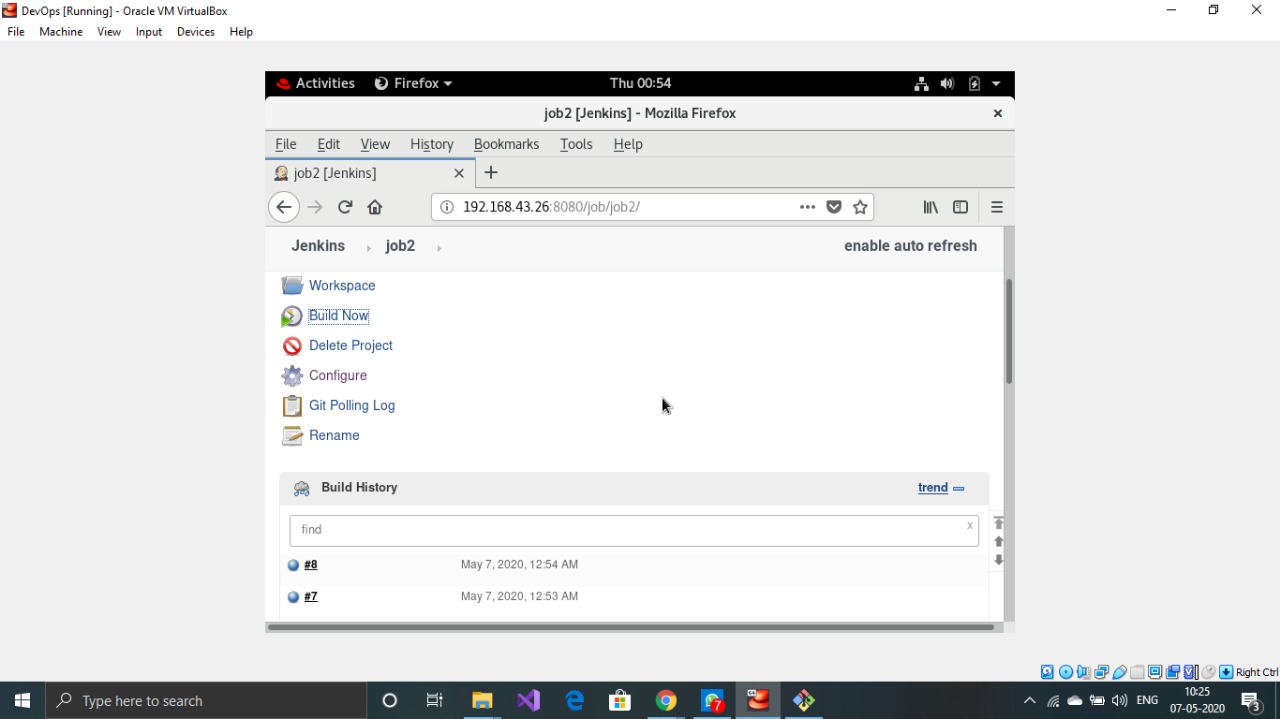 DevOps [Running] - Oracle VM VirtualBox
File Machine View Input Devices Help
Activities Firefox Thu 00:54
job2 [Jenkins] - Mozilla Firefox
File Edit View History Bookmarks Tools Help
job2 [Jenkins]
192.168.43.26:8080/job/job2/
Jenkins job2 enable auto refresh
Workspace
Build Now
Delete Project
Configure
Git Polling Log
Rename
Build History trend
find x
#8 May 7, 2020, 12:54 AM
#7 May 7, 2020, 12:53 AM
Right Ctrl
Type here to search 7 ENG 10:25
07-05-2020 3